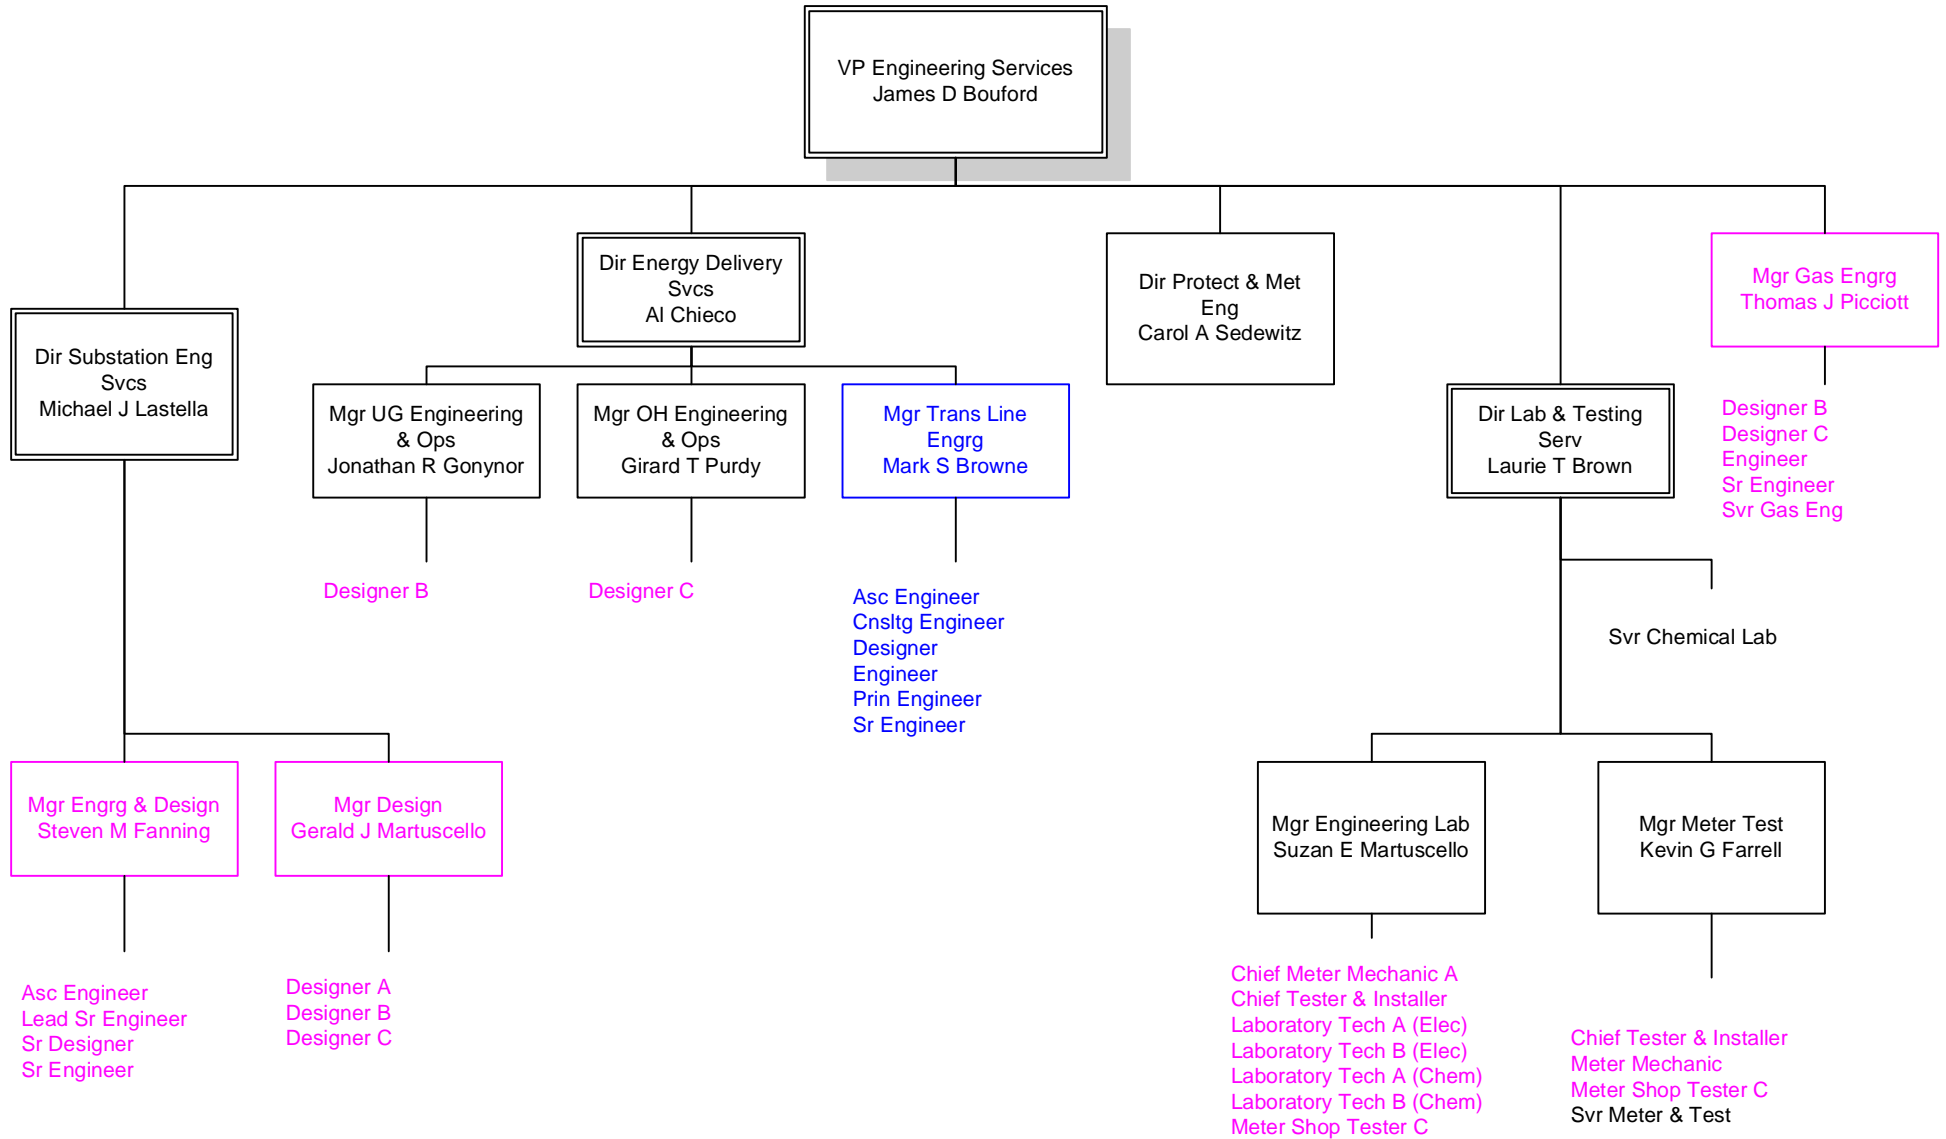 VP Engineering Services
James D Bouford
Dir Energy Delivery
Svcs
Al Chieco
Dir Protect & Met
Eng
Carol A Sedewitz
Mgr Gas Engrg
Thomas J Picciott
Dir Substation Eng
Svcs
Michael J Lastella
Mgr UG Engineering
& Ops
Jonathan R Gonynor
Mgr OH Engineering
& Ops
Girard T Purdy
Mgr Trans Line
Engrg
Mark S Browne
Dir Lab & Testing
Serv
Laurie T Brown
Designer B
Designer C
Engineer
Sr Engineer
Svr Gas Eng
Designer B
Designer C
Asc Engineer
Cnsltg Engineer
Designer
Engineer
Prin Engineer
Sr Engineer
Svr Chemical Lab
Mgr Engrg & Design
Steven M Fanning
Mgr Design
Gerald J Martuscello
Mgr Engineering Lab
Suzan E Martuscello
Mgr Meter Test
Kevin G Farrell
Asc Engineer
Lead Sr Engineer
Sr Designer
Sr Engineer
Designer A
Designer B
Designer C
Chief Meter Mechanic A
Chief Tester & Installer
Laboratory Tech A (Elec)
Laboratory Tech B (Elec)
Laboratory Tech A (Chem)
Laboratory Tech B (Chem)
Meter Shop Tester C
Chief Tester & Installer
Meter Mechanic
Meter Shop Tester C
Svr Meter & Test